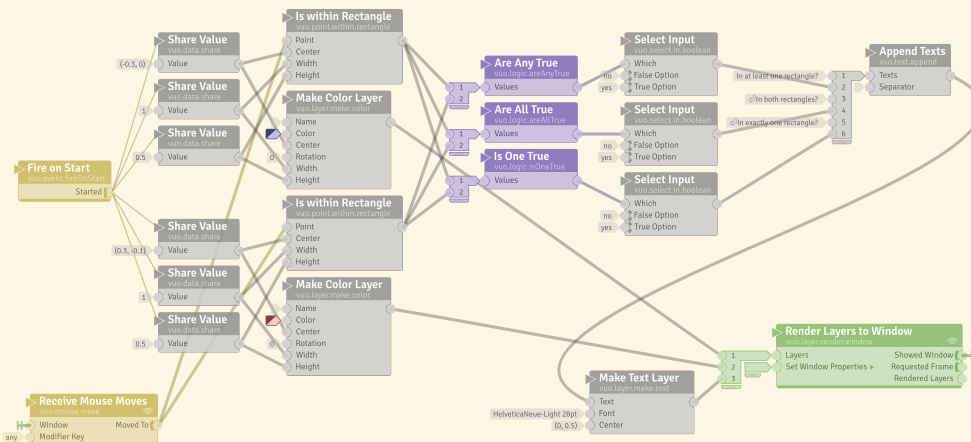 Fire on Start
vuo.event.fireOnStart
Started
Share Value
vuo.data.share
(-0.3, 0)
Value
Share Value
vuo.data.share
1
Value
Share Value
vuo.data.share
0.5
Value
Share Value
vuo.data.share
(0.3, -0.1)
Value
Share Value
vuo.data.share
1
Value
Share Value
vuo.data.share
0.5
Value
Receive Mouse Moves
vuo.mouse.move
Window
Moved To
any
Modifier Key
Is within Rectangle
vuo.point.within.rectangle
Point
Center
Width
Height
Make Color Layer
vuo.layer.make.color
Name
Color
Center
0
Rotation
Width
Height
Is within Rectangle
vuo.point.within.rectangle
Point
Center
Width
Height
Make Color Layer
vuo.layer.make.color
Name
Color
Center
0
Rotation
Width
Height
1
2
1
2
1
2
Are Any True
vuo.logic.areAnyTrue
Values
Are All True
vuo.logic.areAllTrue
Values
Is One True
vuo.logic.isOneTrue
Values
Select Input
vuo.select.in.boolean
Which
no
False Option
yes
True Option
Select Input
vuo.select.in.boolean
Which
no
False Option
yes
True Option
Select Input
vuo.select.in.boolean
Which
no
False Option
yes
True Option
In at least one rectangle?
1
2
⏎In both rectangles?
3
4
⏎In exactly one rectangle?
5
6
Append Texts
vuo.text.append
Texts
Separator
Make Text Layer
vuo.layer.make.text
Text
HelveticaNeue-Light 28pt
Font
(0, 0.5)
Center
1
2
3
Render Layers to Window
vuo.layer.render.window
Layers
Showed Window
Set Window Properties ▸
Requested Frame
Rendered Layers